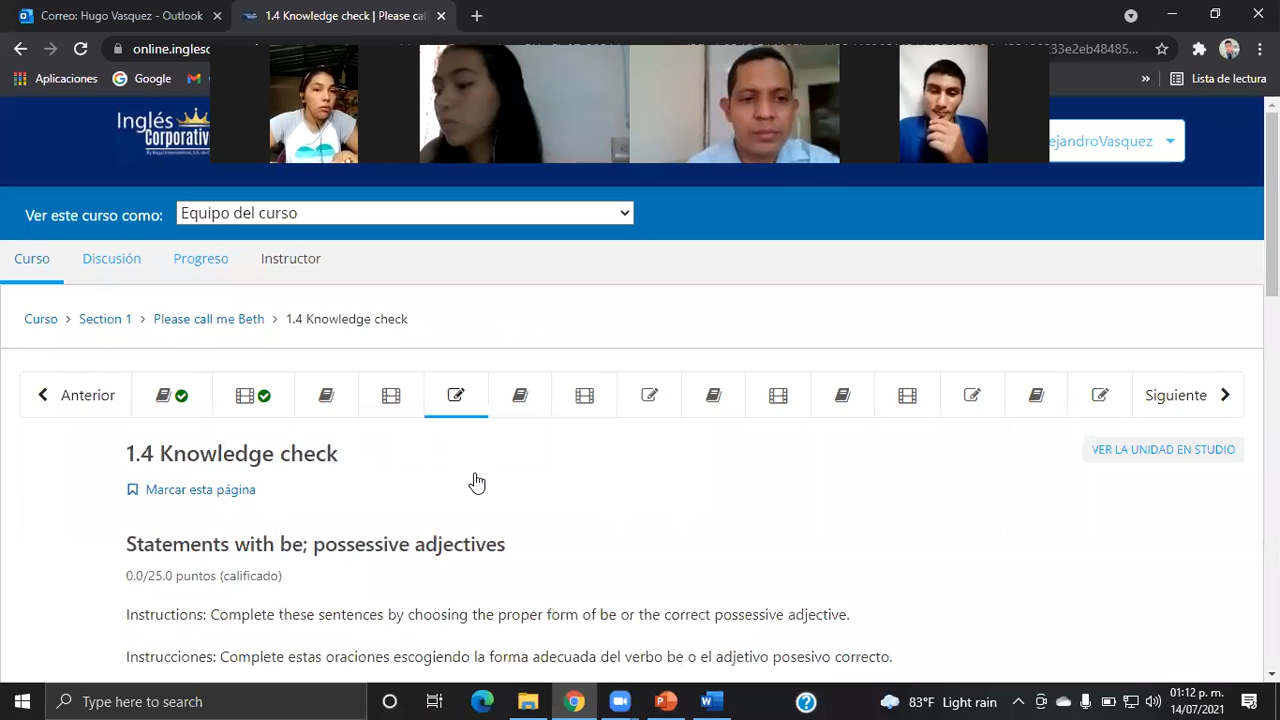 Correo: Hugo Vasquez - Outlook
1.4 Knowledge check | Please cal
online.inglesc
33e2eb48485...
Aplicaciones
Google
Lista de lectura
Inglés
Corporativo
ejandroVasquez
Ver este curso como:
Equipo del curso
Curso
Discusión
Progreso
Instructor
Curso > Section 1 > Please call me Beth > 1.4 Knowledge check
Anterior
Siguiente
1.4 Knowledge check
VER LA UNIDAD EN STUDIO
Marcar esta página
Statements with be; possessive adjectives
0.0/25.0 puntos (calificado)
Instructions: Complete these sentences by choosing the proper form of be or the correct possessive adjective.
Instrucciones: Complete estas oraciones escogiendo la forma adecuada del verbo be o el adjetivo posesivo correcto.
Type here to search
83°F Light rain
01:12 p. m.
14/07/2021